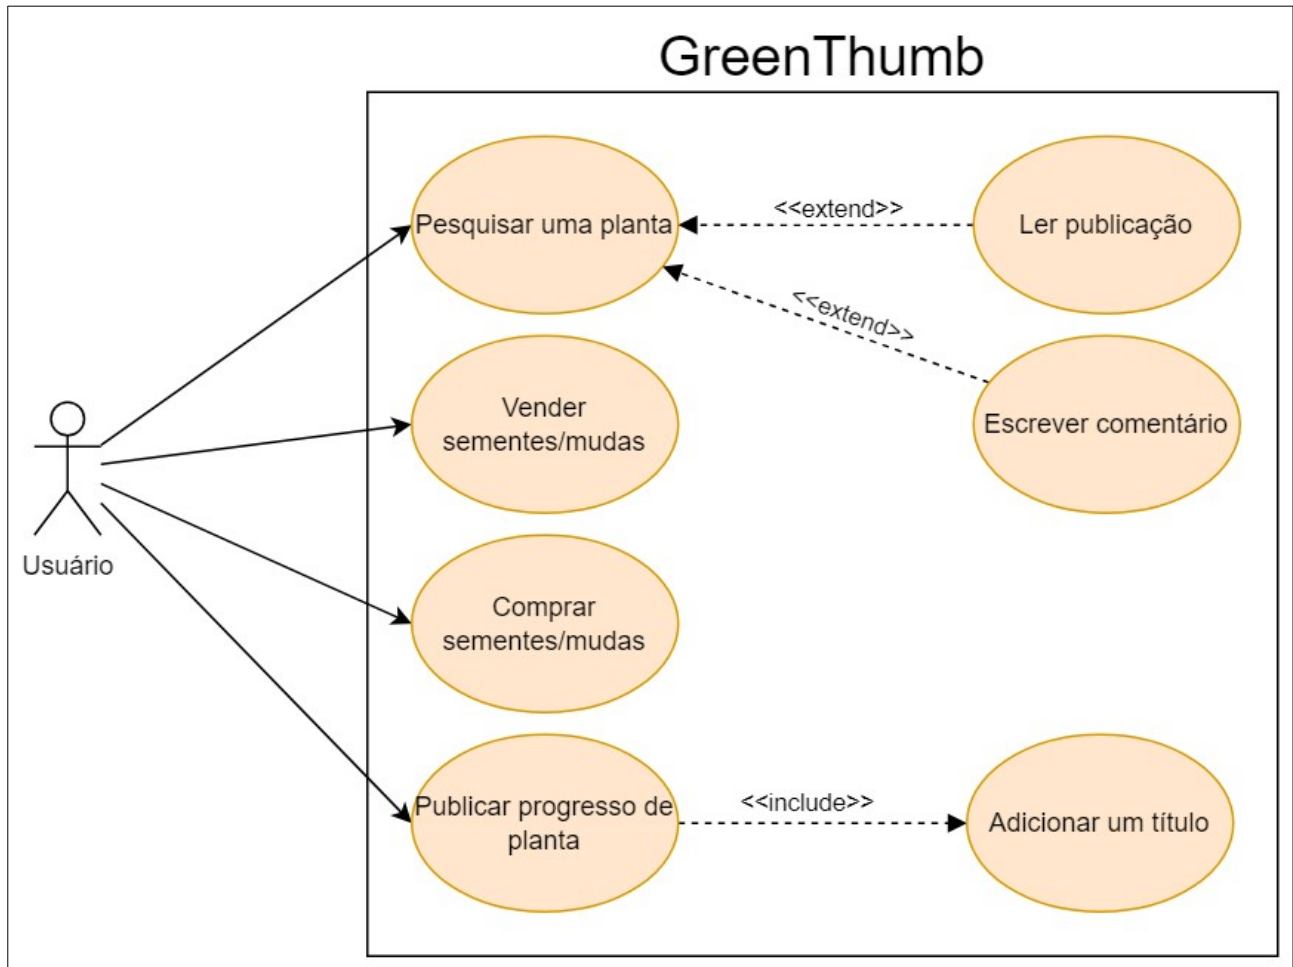 GreenThumb
Pesquisar uma planta
<<extend>>
Ler publicação
<<extend>>
Vender
sementes/mudas
Escrever comentário
Usuário
Comprar
sementes/mudas
Publicar progresso de
planta
<<include>>
Adicionar um título